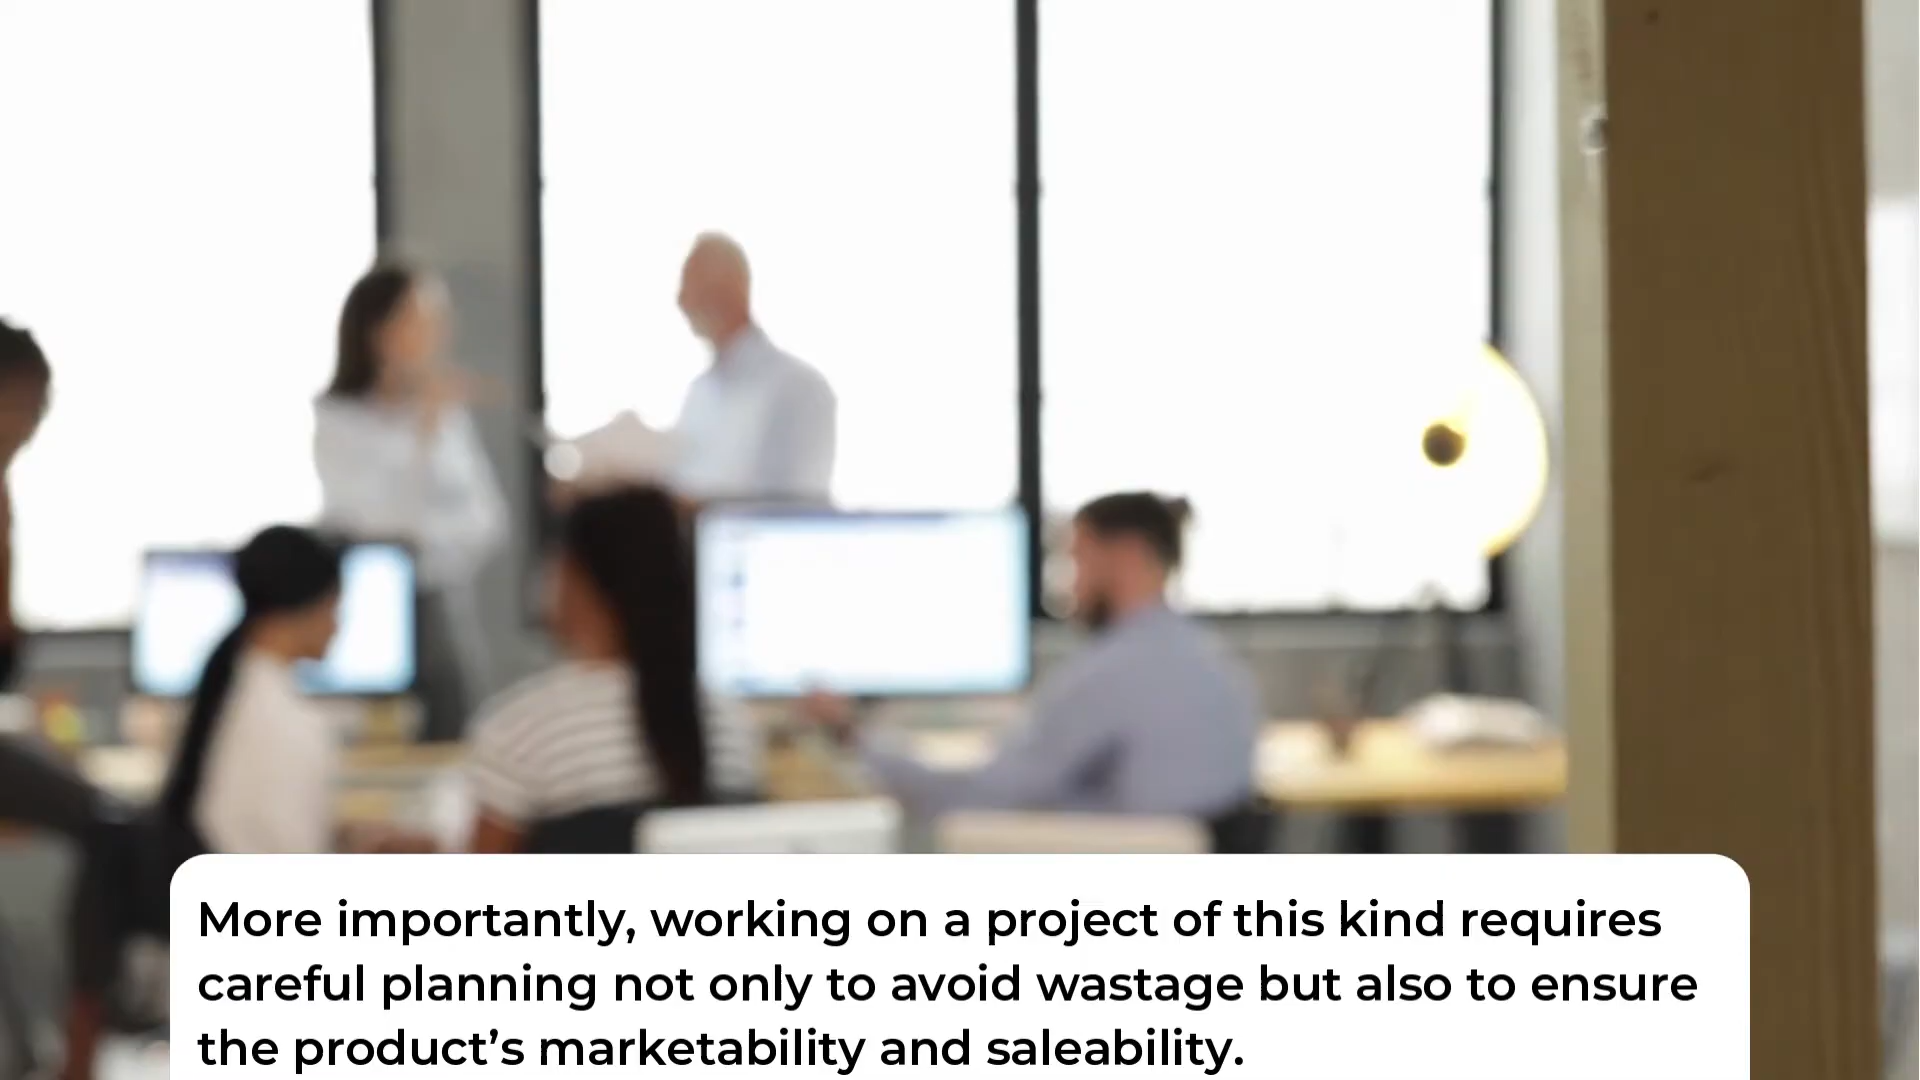 More importantly, working on a project of this kind requires
careful planning not only to avoid wastage but also to ensure
the product’s marketability and saleability.